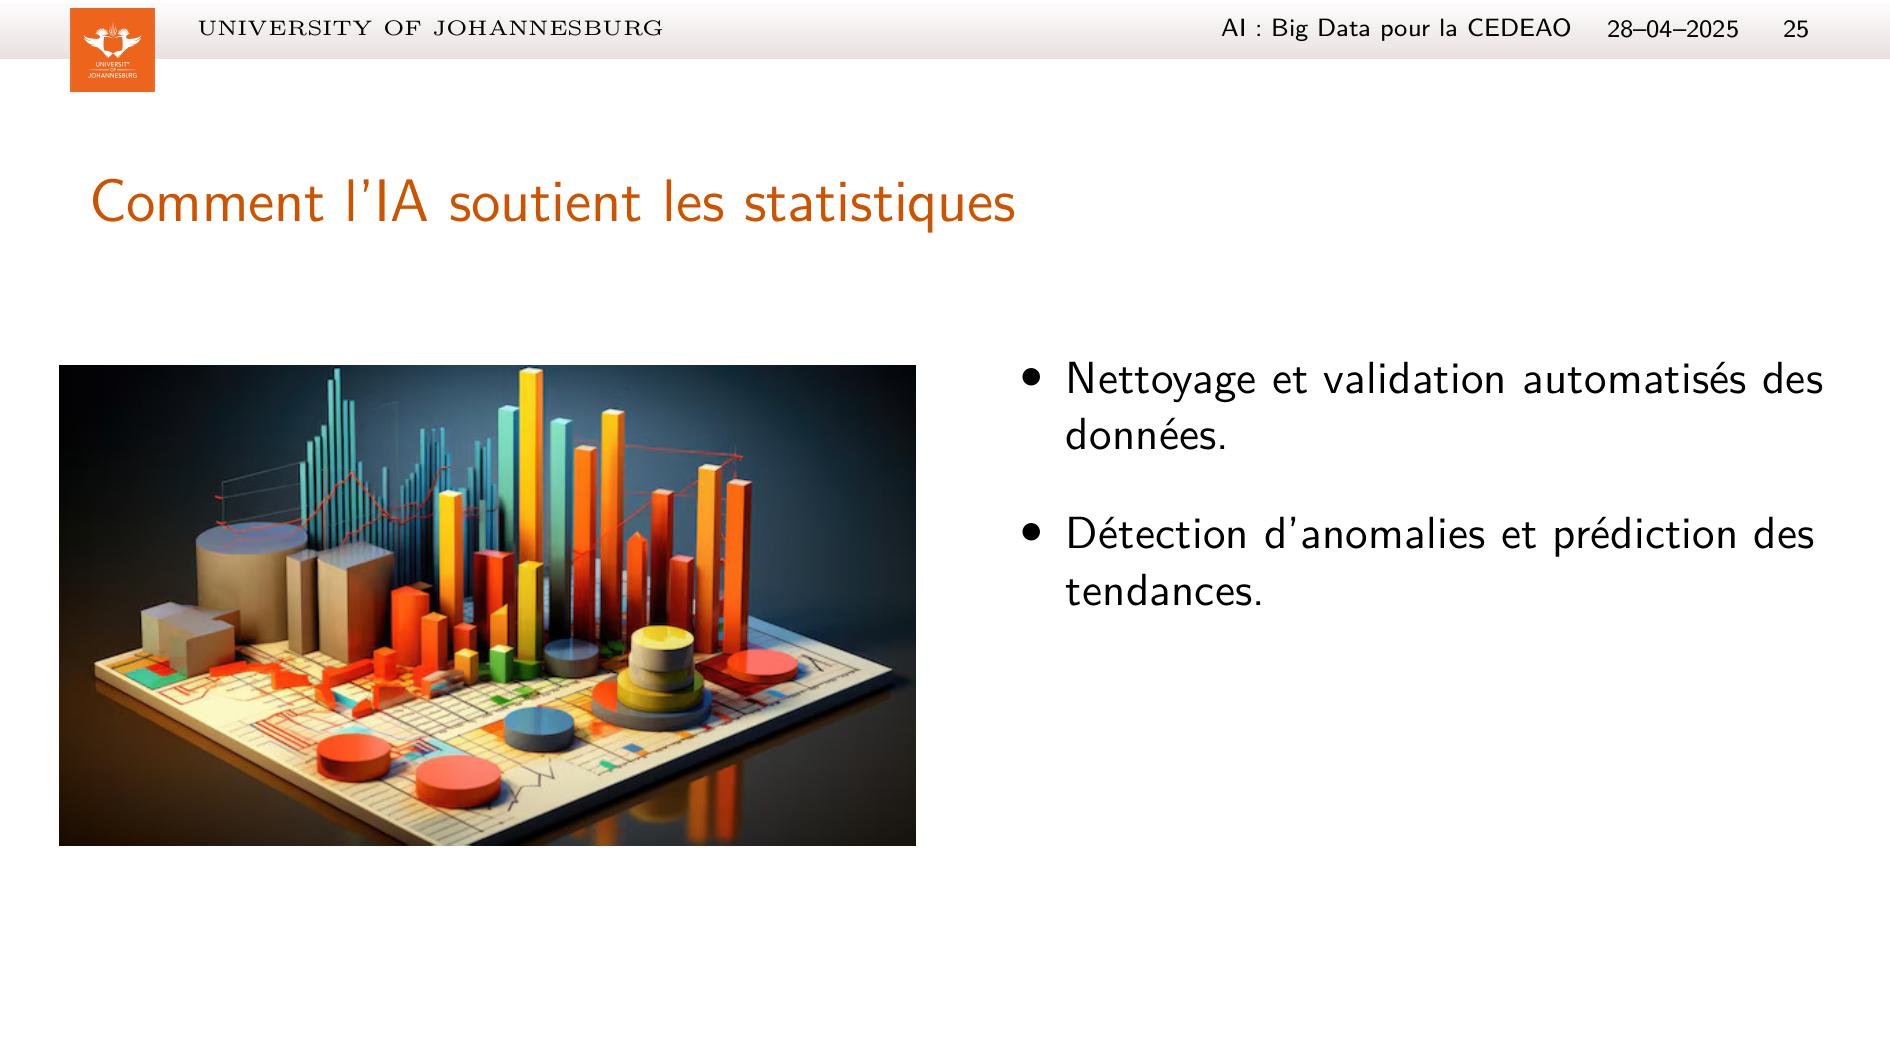 UNIVERSITY OF JOHANNESBURG
AI : Big Data pour la CEDEAO 28–04–2025 25
UNIVERSITY
OF
JOHANNESBURG
Comment l'IA soutient les statistiques
• Nettoyage et validation automatisés des
données.
• Détection d'anomalies et prédiction des
tendances.